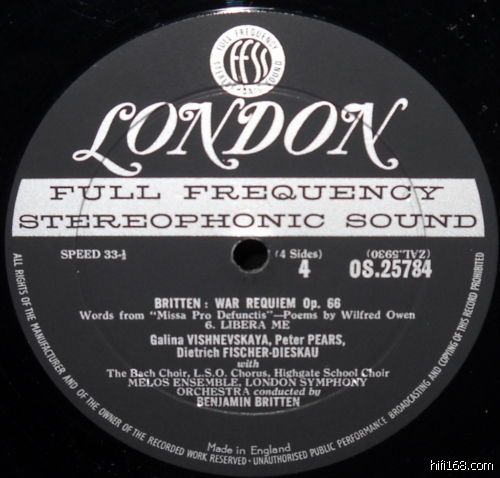 FULL FREQUENCY
ffss
STEREOPHONIC SOUND
LONDON
FULL FREQUENCY
STEREOPHONIC SOUND
SPEED 33-⅓
(4 Sides)
(ZAL.5930)
4
OS.25784
BRITTEN : WAR REQUIEM Op. 66
Words from "Missa Pro Defunctis"—Poems by Wilfred Owen
6. LIBERA ME
Galina VISHNEVSKAYA, Peter PEARS,
Dietrich FISCHER-DIESKAU
with
The Bach Choir, L.S.O. Chorus, Highgate School Choir
MELOS ENSEMBLE, LONDON SYMPHONY
ORCHESTRA conducted by
BENJAMIN BRITTEN
Made in England
ALL RIGHTS OF THE MANUFACTURER AND OF THE OWNER OF THE RECORDED WORK RESERVED · UNAUTHORISED PUBLIC PERFORMANCE BROADCASTING AND COPYING OF THIS RECORD PROHIBITED
hifi168.com